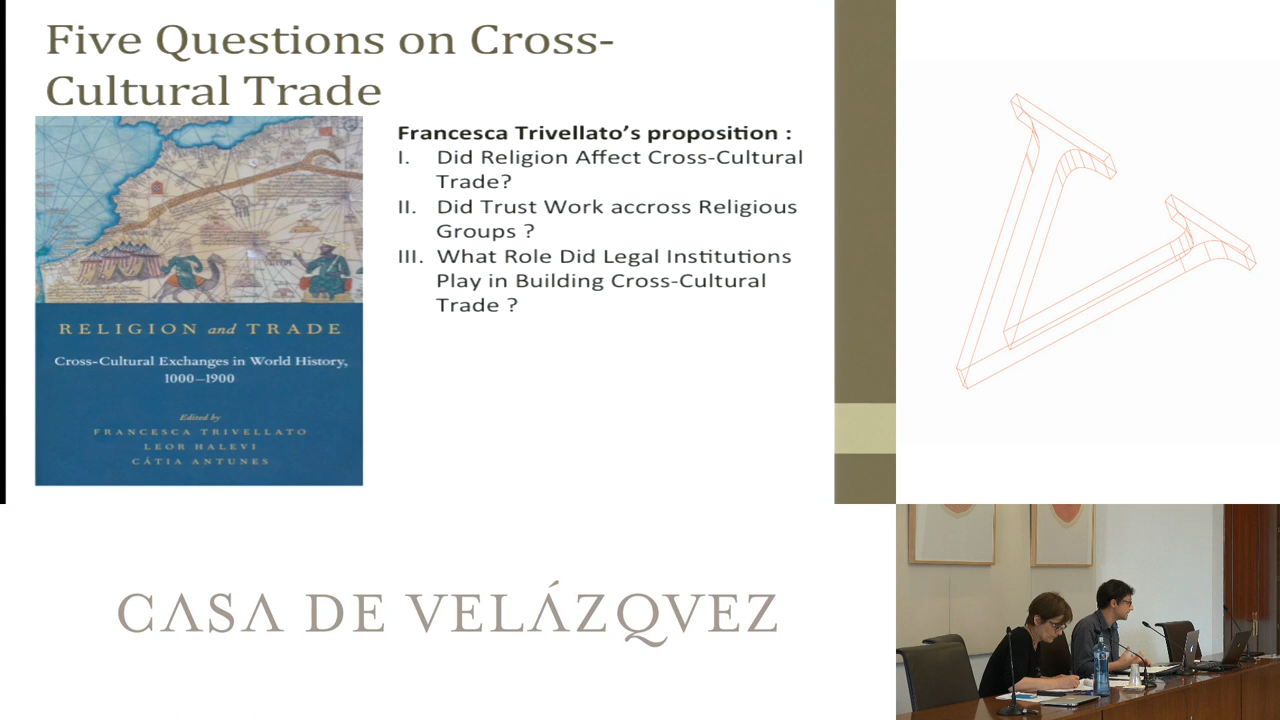 Five Questions on Cross-
Cultural Trade
Francesca Trivellato's proposition :
I. Did Religion Affect Cross-Cultural
Trade?
II. Did Trust Work accross Religious
Groups ?
III. What Role Did Legal Institutions
Play in Building Cross-Cultural
Trade ?
RELIGION and TRADE
Cross-Cultural Exchanges in World History,
1000–1900
Edited by
FRANCESCA TRIVELLATO
LEOR HALEVI
CÁTIA ANTUNES
CASA DE VELÁZQVEZ